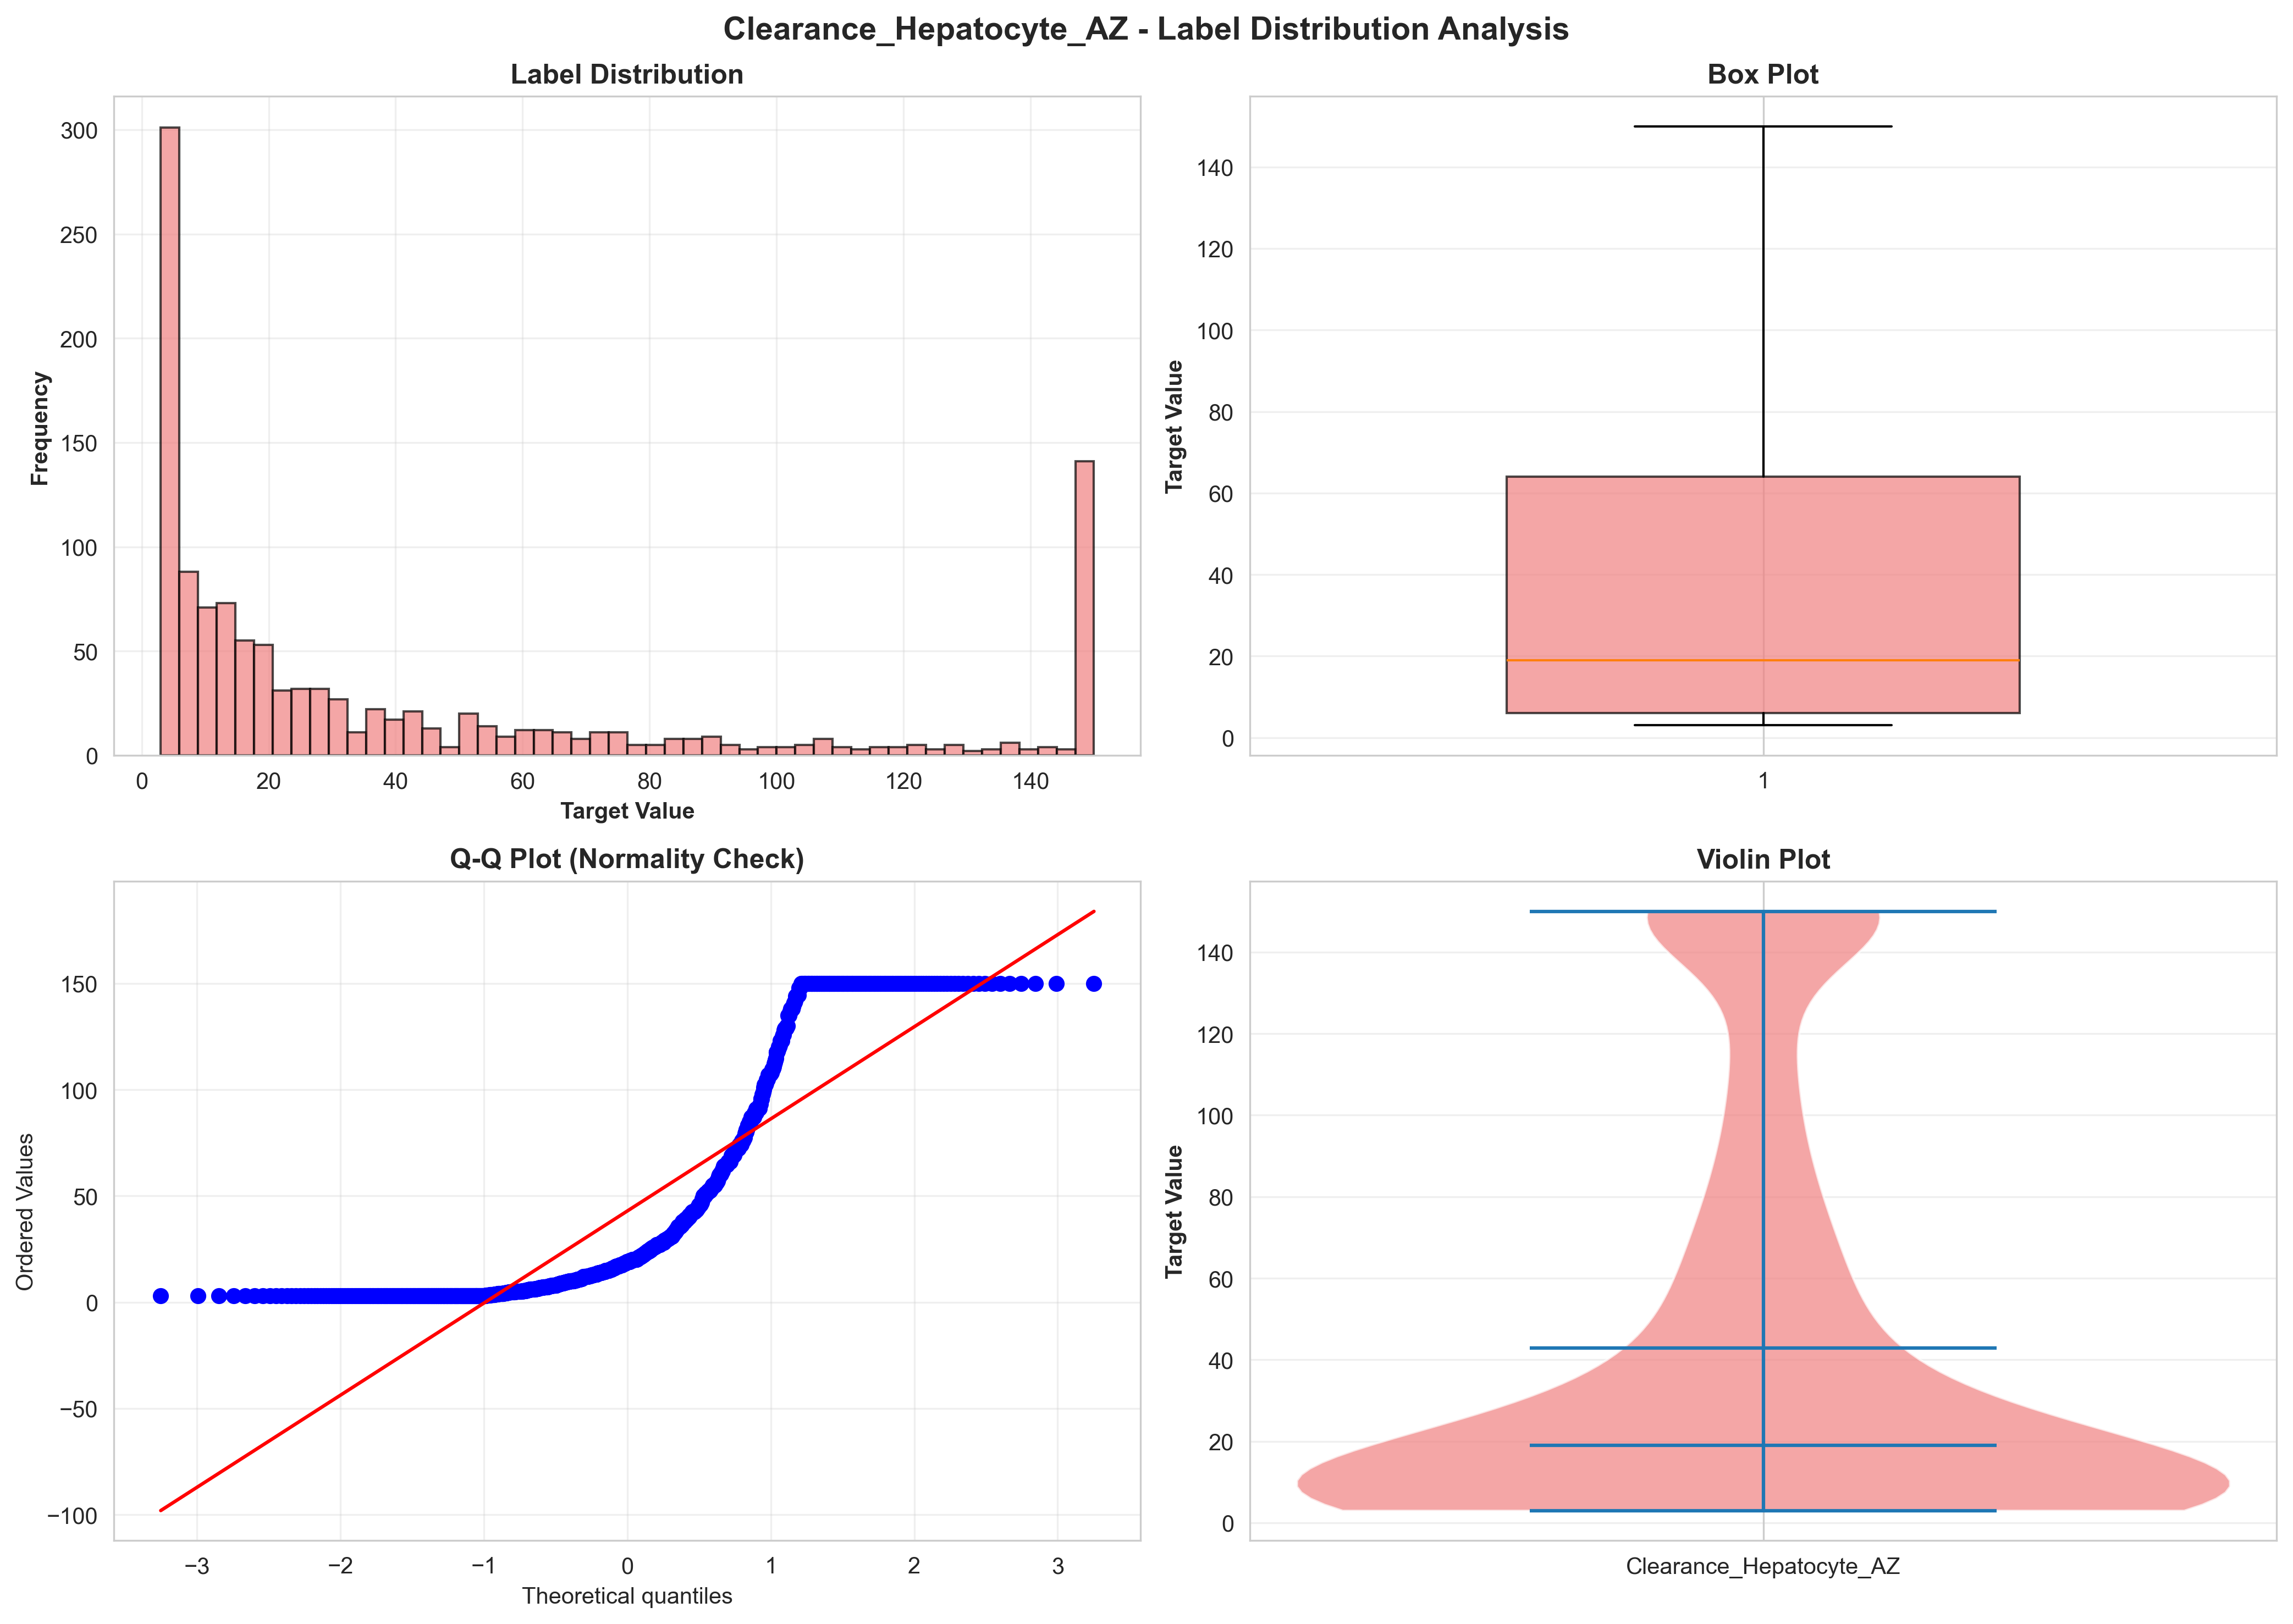 Clearance_Hepatocyte_AZ - Label Distribution Analysis
Label Distribution
300
250
200
150
100
50
0
Frequency
0 20 40 60 80 100 120 140
Target Value
Box Plot
140
120
100
80
60
40
20
0
Target Value
1
Q-Q Plot (Normality Check)
150
100
50
0
−50
−100
Ordered Values
−3 −2 −1 0 1 2 3
Theoretical quantiles
Violin Plot
140
120
100
80
60
40
20
0
Target Value
Clearance_Hepatocyte_AZ